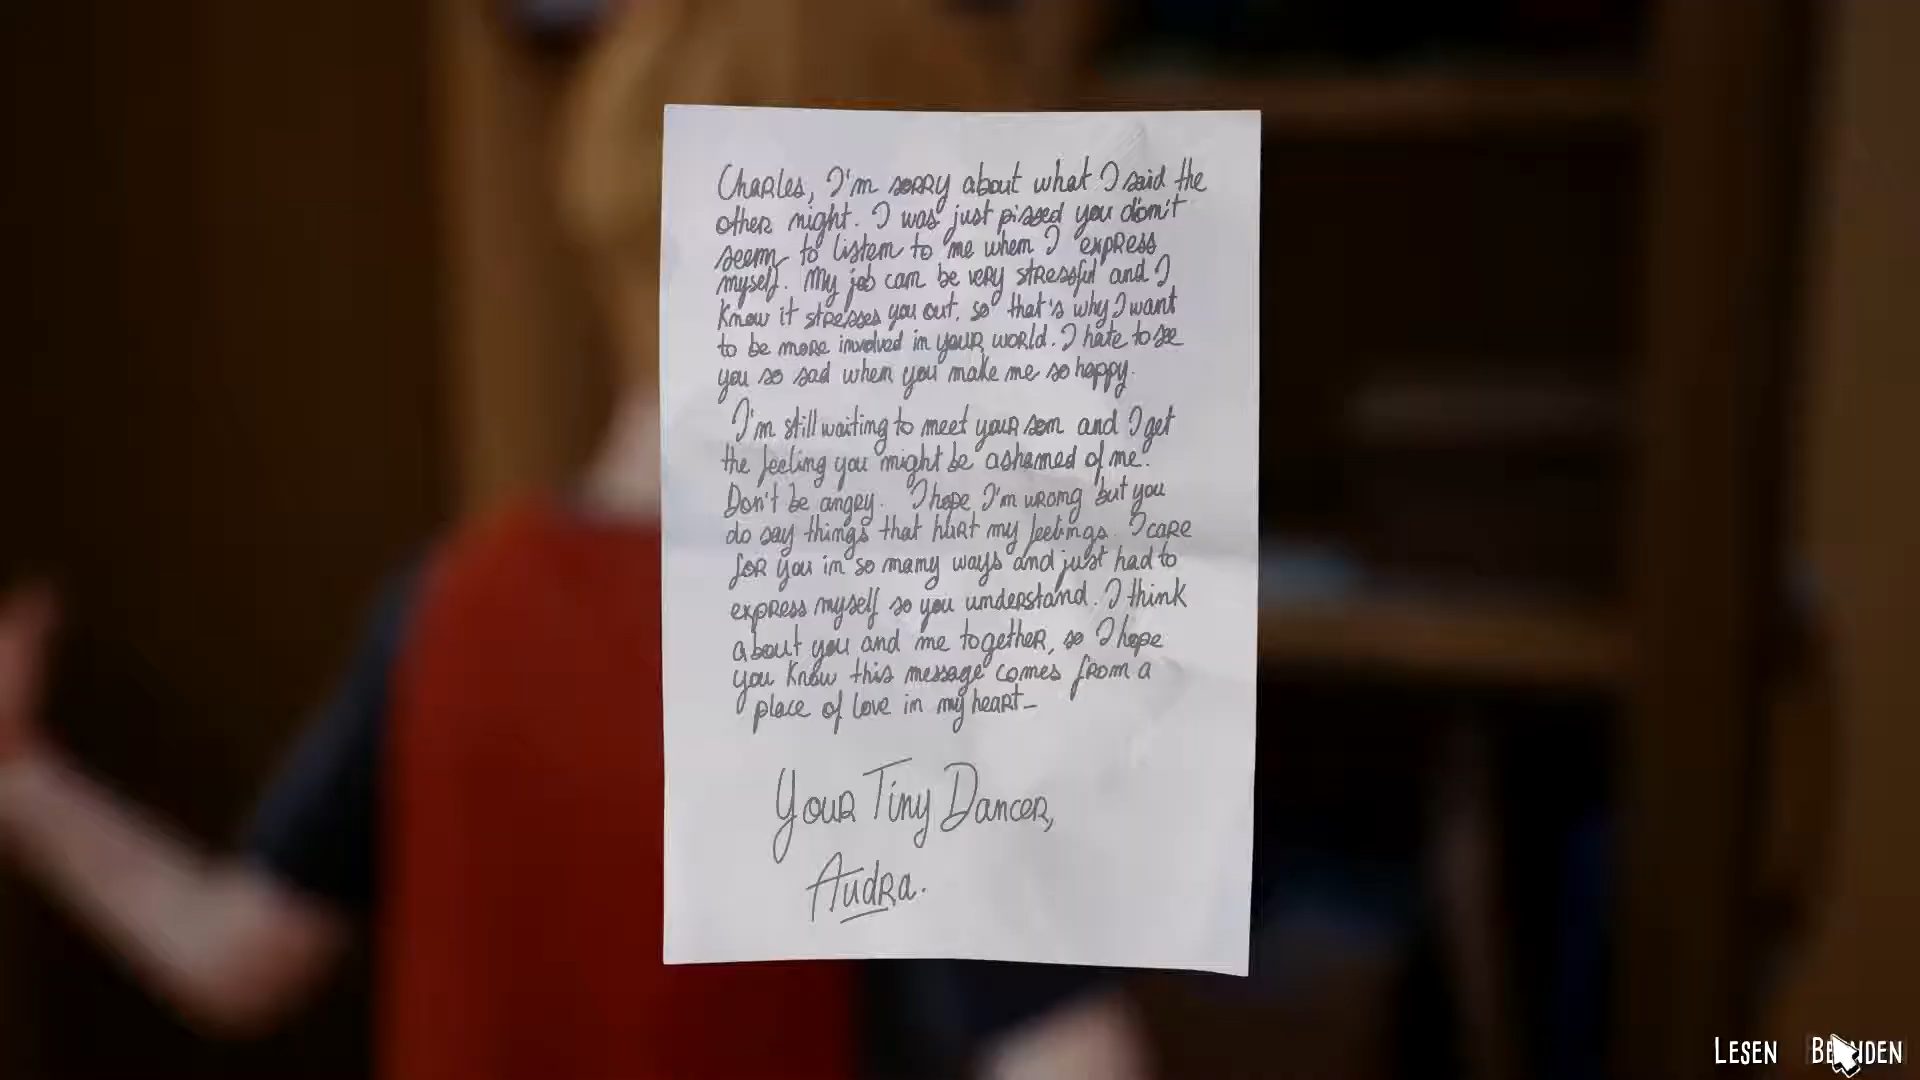 Charles, I'm sorry about what I said the
other night. I was just pissed you don't
seem to listen to me when I express
myself. My job can be very stressful and I
know it stresses you out, so that's why I want
to be more involved in your world. I hate to see
you so sad when you make me so happy.
I'm still waiting to meet your son and I get
the feeling you might be ashamed of me.
Don't be angry. I hope I'm wrong but you
do say things that hurt my feelings. I care
for you in so many ways and just had to
express myself so you understand. I think
about you and me together, so I hope
you know this message comes from a
place of love in my heart_
Your Tiny Dancer,
Audra.
LESEN